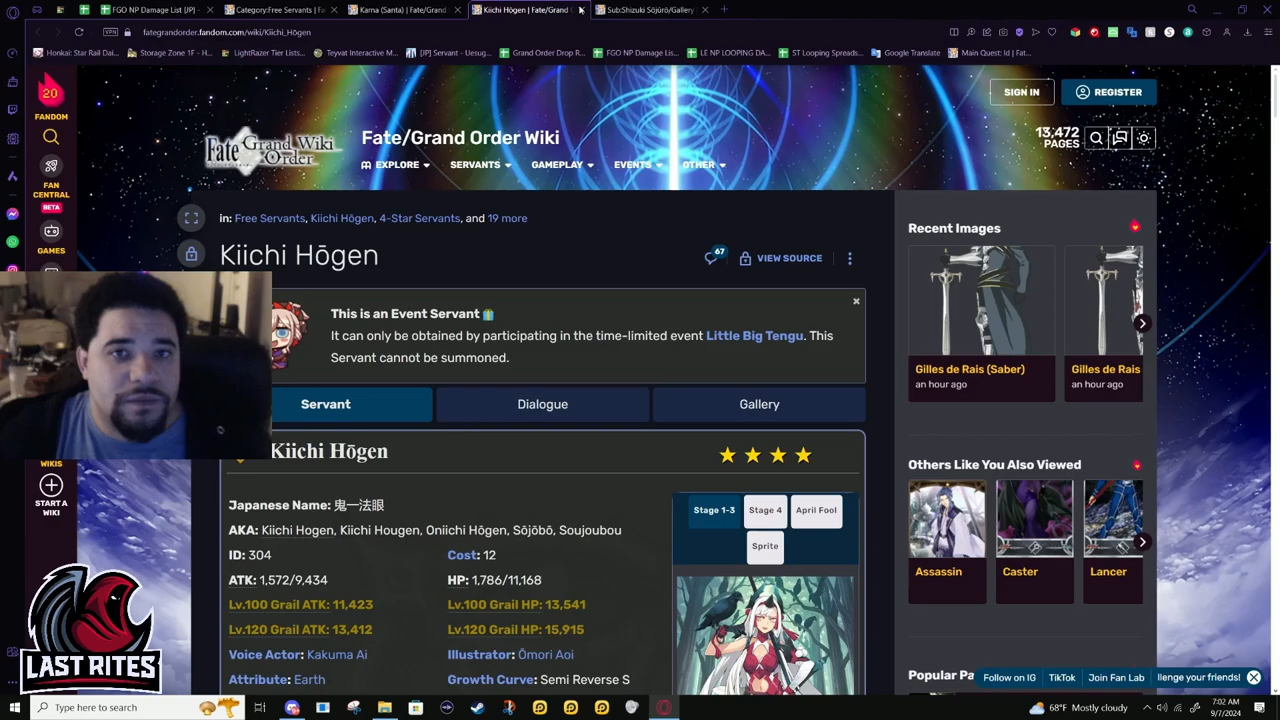 FGO NP Damage List [JP]
Category:Free Servants | Fa
Karna (Santa) | Fate/Grand
Kiichi Hōgen | Fate/Grand
Sub:Shizuki Sōjūrō/Gallery
VPN
fategrandorder.fandom.com/wiki/Kiichi_Hōgen
Honkai: Star Rail Dai...
Storage Zone 1F - H...
LightRazer Tier Lists...
Teyvat Interactive M...
[JP] Servant - Uesug...
Grand Order Drop R...
FGO NP Damage Lis...
LE NP LOOPING DA...
ST Looping Spreads...
Google Translate
Main Quest: Id | Fat...
20
FANDOM
FAN CENTRAL
BETA
GAMES
WIKIS
START A WIKI
SIGN IN
REGISTER
Fate Grand Wiki Order
Fate/Grand Order Wiki
EXPLORE
SERVANTS
GAMEPLAY
EVENTS
OTHER
13,472
PAGES
in: Free Servants, Kiichi Hōgen, 4-Star Servants, and 19 more
Kiichi Hōgen
67
VIEW SOURCE
This is an Event Servant
It can only be obtained by participating in the time-limited event Little Big Tengu. This
Servant cannot be summoned.
Servant
Dialogue
Gallery
Kiichi Hōgen
Japanese Name: 鬼一法眼
AKA: Kiichi Hogen, Kiichi Hougen, Oniichi Hōgen, Sōjōbō, Soujoubou
ID: 304
Cost: 12
ATK: 1,572/9,434
HP: 1,786/11,168
Lv.100 Grail ATK: 11,423
Lv.100 Grail HP: 13,541
Lv.120 Grail ATK: 13,412
Lv.120 Grail HP: 15,915
Voice Actor: Kakuma Ai
Illustrator: Ōmori Aoi
Attribute: Earth
Growth Curve: Semi Reverse S
Stage 1-3
Stage 4
April Fool
Sprite
Recent Images
Gilles de Rais (Saber)
an hour ago
Gilles de Rais
an hour ago
Others Like You Also Viewed
Assassin
Caster
Lancer
Popular Pa
Follow on IG
TikTok
Join Fan Lab
llenge your friends!
LAST RITES
Type here to search
68°F Mostly cloudy
7:02 AM
9/7/2024